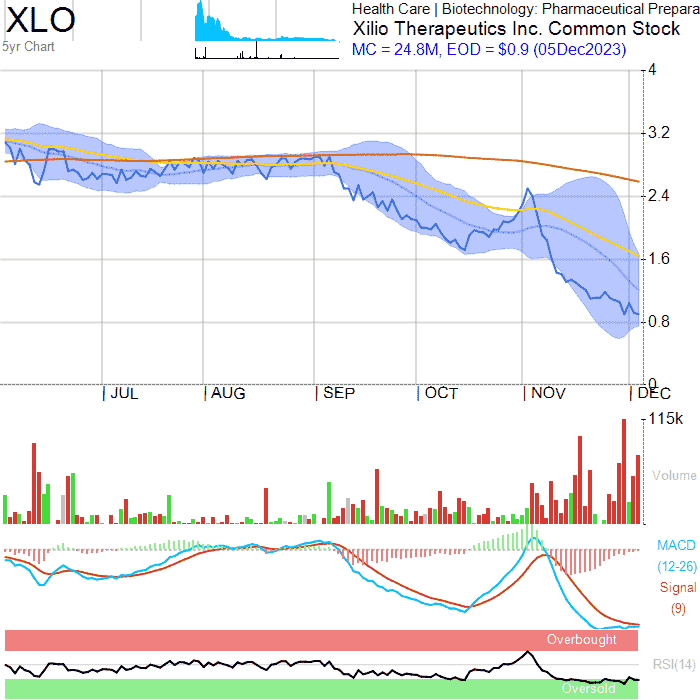 XLO
5yr Chart
Health Care | Biotechnology: Pharmaceutical Prepara
Xilio Therapeutics Inc. Common Stock
MC = 24.8M, EOD = $0.9 (05Dec2023)
4
3.2
2.4
1.6
0.8
0
JUL
AUG
SEP
OCT
NOV
DEC
115k
Volume
MACD
(12-26)
Signal
(9)
Overbought
RSI(14)
Oversold